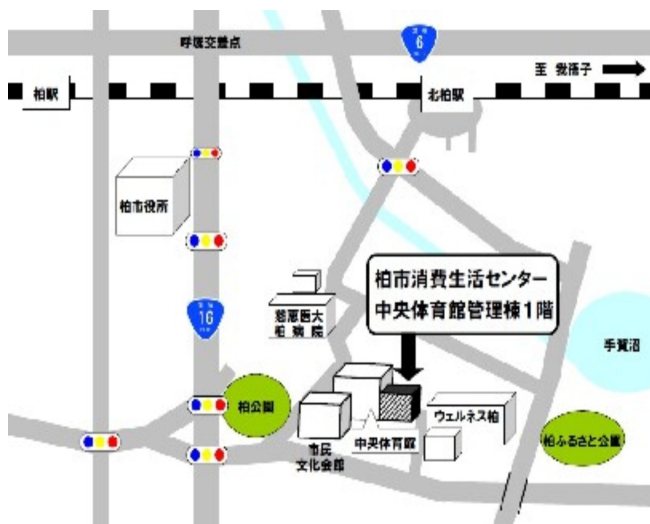 呼塚交差点
6
至 我孫子
柏駅
北柏駅
柏市役所
柏市消費生活センター
中央体育館管理棟1階
16
慈恵医大
柏病院
手賀沼
柏公園
ウェルネス柏
市民
文化会館
中央体育館
柏ふるさと公園